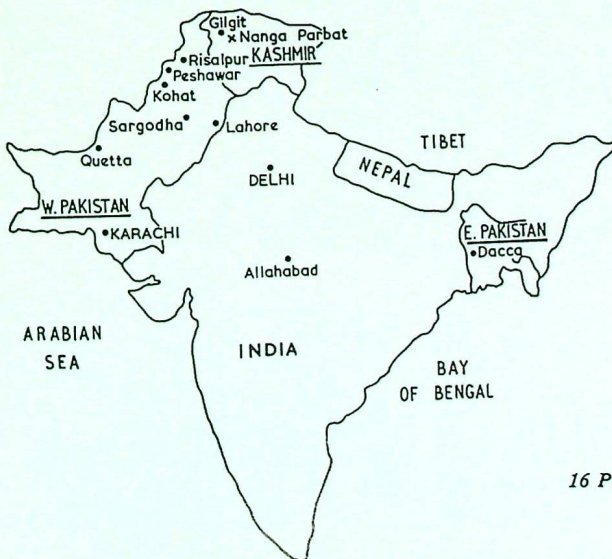 Gilgit
× Nanga Parbat
Risalpur
KASHMIR
Peshawar
Kohat
Sargodha
Lahore
TIBET
Quetta
DELHI
NEPAL
W. PAKISTAN
E. PAKISTAN
KARACHI
Dacca
Allahabad
ARABIAN
SEA
INDIA
BAY
OF BENGAL
16 P